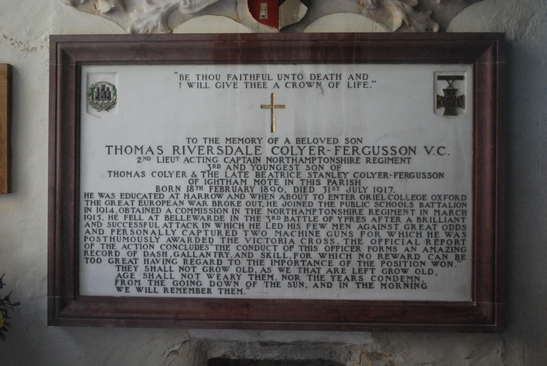 "BE THOU FAITHFUL UNTO DEATH AND
I WILL GIVE THEE A CROWN OF LIFE."
TO THE MEMORY OF A BELOVED SON
THOMAS RIVERSDALE COLYER-FERGUSSON V.C.
2ND LIEUT ACTING CAPTAIN NORTHAMPTONSHIRE REGIMENT
3RD AND YOUNGEST SON OF
THOMAS COLYER & THE LATE BEATRICE STANLEY COLYER-FERGUSSON
OF IGHTHAM MOTE IN THIS PARISH
BORN 18TH FEBRUARY 1896, DIED 31ST JULY 1917.
HE WAS EDUCATED AT HARROW AND WHEN ABOUT TO ENTER ORIEL COLLEGE OXFORD
THE GREAT EUROPEAN WAR BROKE OUT, HE JOINED THE PUBLIC SCHOOLS BATTALION
IN 1914, OBTAINED A COMMISSION IN THE NORTHAMPTONSHIRE REGIMENT IN MARCH
1915, HE FELL AT BELLEWARDE IN THE 3RD BATTLE OF YPRES AFTER A BRILLIANT
AND SUCCESSFUL ATTACK IN WHICH HE LED HIS FEW MEN AGAINST GREAT ODDS
AND PERSONALLY CAPTURED TWO MACHINE GUNS FOR WHICH HE WAS
POSTHUMOUSLY AWARDED THE VICTORIA CROSS. THE OFFICIAL REPORT
OF THE ACTION CONCLUDES "THE CONDUCT OF THIS OFFICER FORMS AN AMAZING
RECORD OF DASH, GALLANTRY, AND SKILL, FOR WHICH NO REWARD CAN BE
TOO GREAT HAVING REGARD TO THE IMPORTANCE OF THE POSITION WON."
THEY SHALL NOT GROW OLD, AS WE THAT ARE LEFT GROW OLD,
AGE SHALL NOT WEARY THEM, NOR THE YEARS CONDEMN,
FROM THE GOING DOWN OF THE SUN, AND IN THE MORNING
WE WILL REMEMBER THEM.